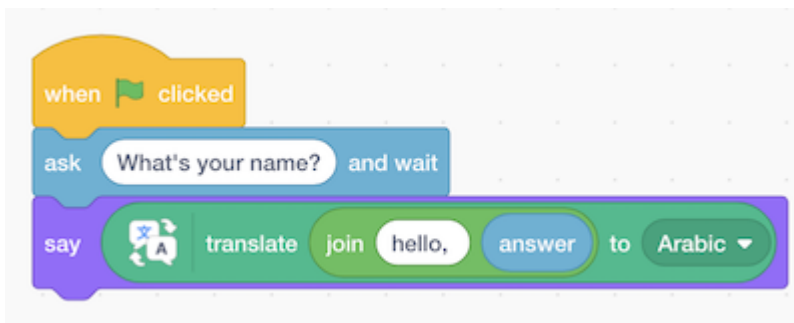 when clicked
ask What's your name? and wait
say translate join hello, answer to Arabic